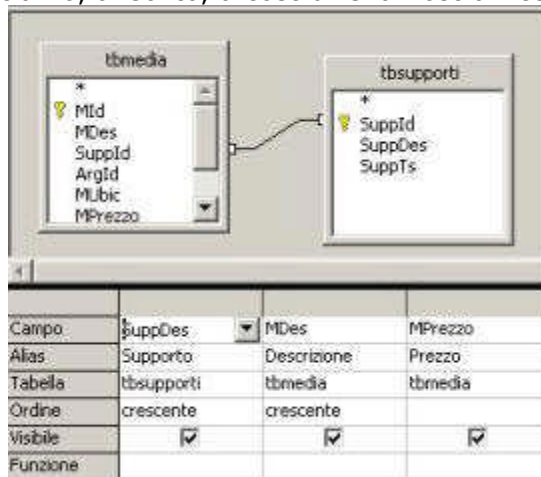 tbmedia
*
MId
MDes
SuppId
ArgId
MUbic
MPrezzo
tbsupporti
*
SuppId
SuppDes
SuppTs
Campo SuppDes MDes MPrezzo
Alias Supporto Descrizione Prezzo
Tabella tbsupporti tbmedia tbmedia
Ordine crescente crescente
Visibile
Funzione